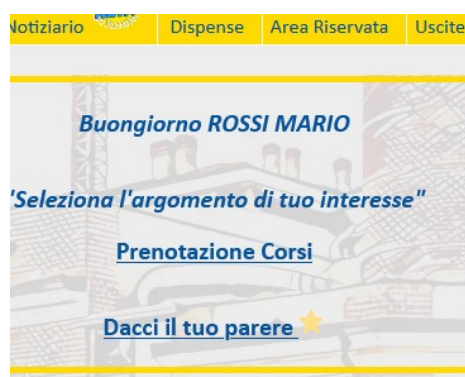 Notiziario Dispense Area Riservata Uscite
Buongiorno ROSSI MARIO
"Seleziona l'argomento di tuo interesse"
Prenotazione Corsi
Dacci il tuo parere